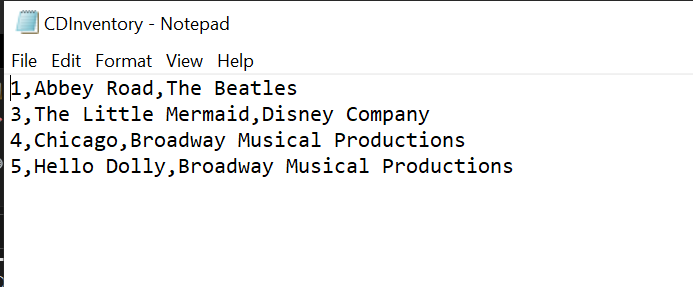 CDInventory - Notepad
File Edit Format View Help
1,Abbey Road,The Beatles
3,The Little Mermaid,Disney Company
4,Chicago,Broadway Musical Productions
5,Hello Dolly,Broadway Musical Productions